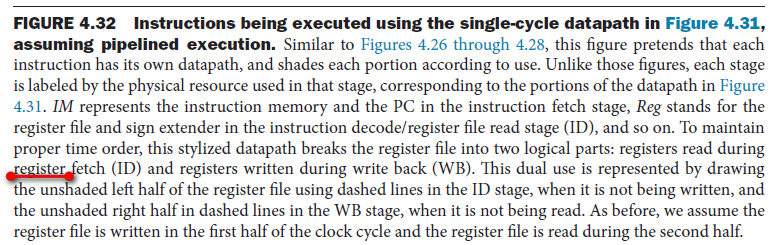 FIGURE 4.32 Instructions being executed using the single-cycle datapath in Figure 4.31,
assuming pipelined execution. Similar to Figures 4.26 through 4.28, this figure pretends that each
instruction has its own datapath, and shades each portion according to use. Unlike those figures, each stage
is labeled by the physical resource used in that stage, corresponding to the portions of the datapath in Figure
4.31. IM represents the instruction memory and the PC in the instruction fetch stage, Reg stands for the
register file and sign extender in the instruction decode/register file read stage (ID), and so on. To maintain
proper time order, this stylized datapath breaks the register file into two logical parts: registers read during
register fetch (ID) and registers written during write back (WB). This dual use is represented by drawing
the unshaded left half of the register file using dashed lines in the ID stage, when it is not being written, and
the unshaded right half in dashed lines in the WB stage, when it is not being read. As before, we assume the
register file is written in the first half of the clock cycle and the register file is read during the second half.